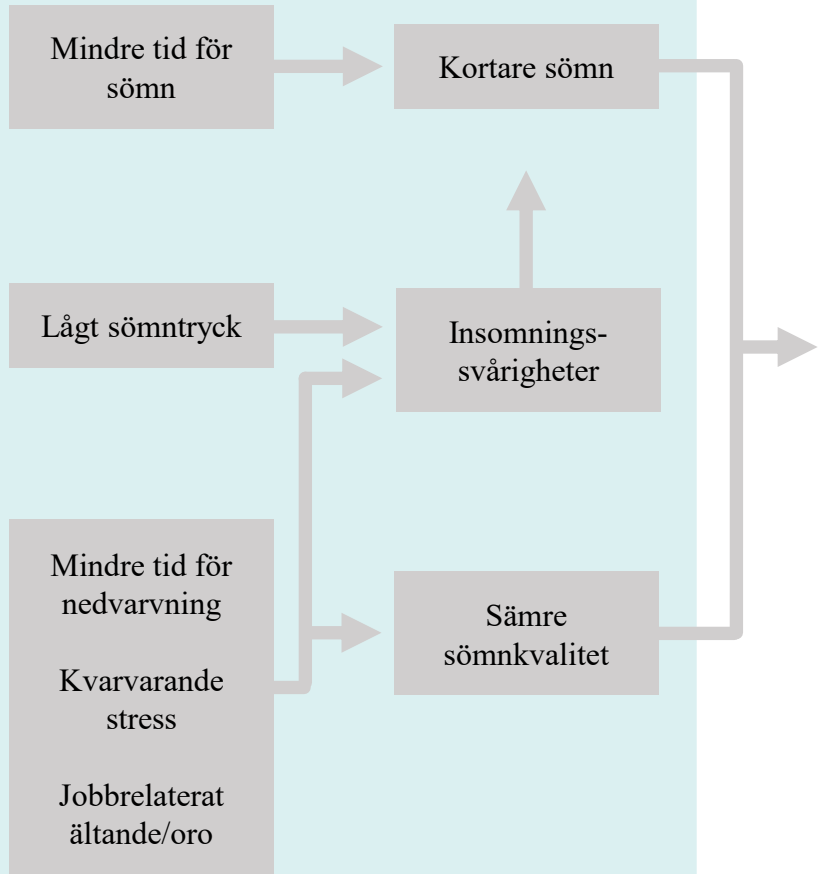 Mindre tid för
sömn
Kortare sömn
Lågt sömntryck
Insomnings-
svårigheter
Mindre tid för
nedvarvning
Kvarvarande
stress
Jobbrelaterat
ältande/oro
Sämre
sömnkvalitet